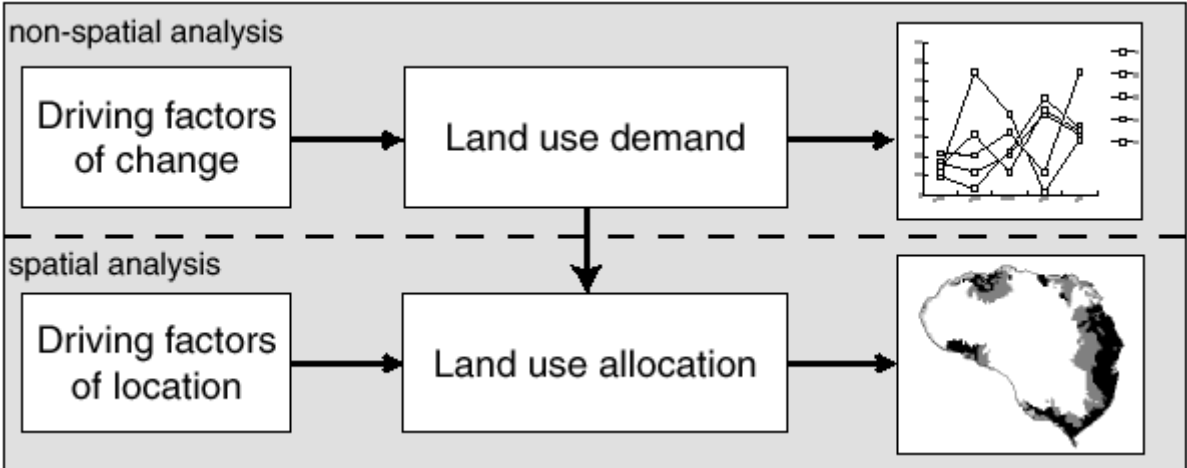 non-spatial analysis
Driving factors
of change
Land use demand
spatial analysis
Driving factors
of location
Land use allocation